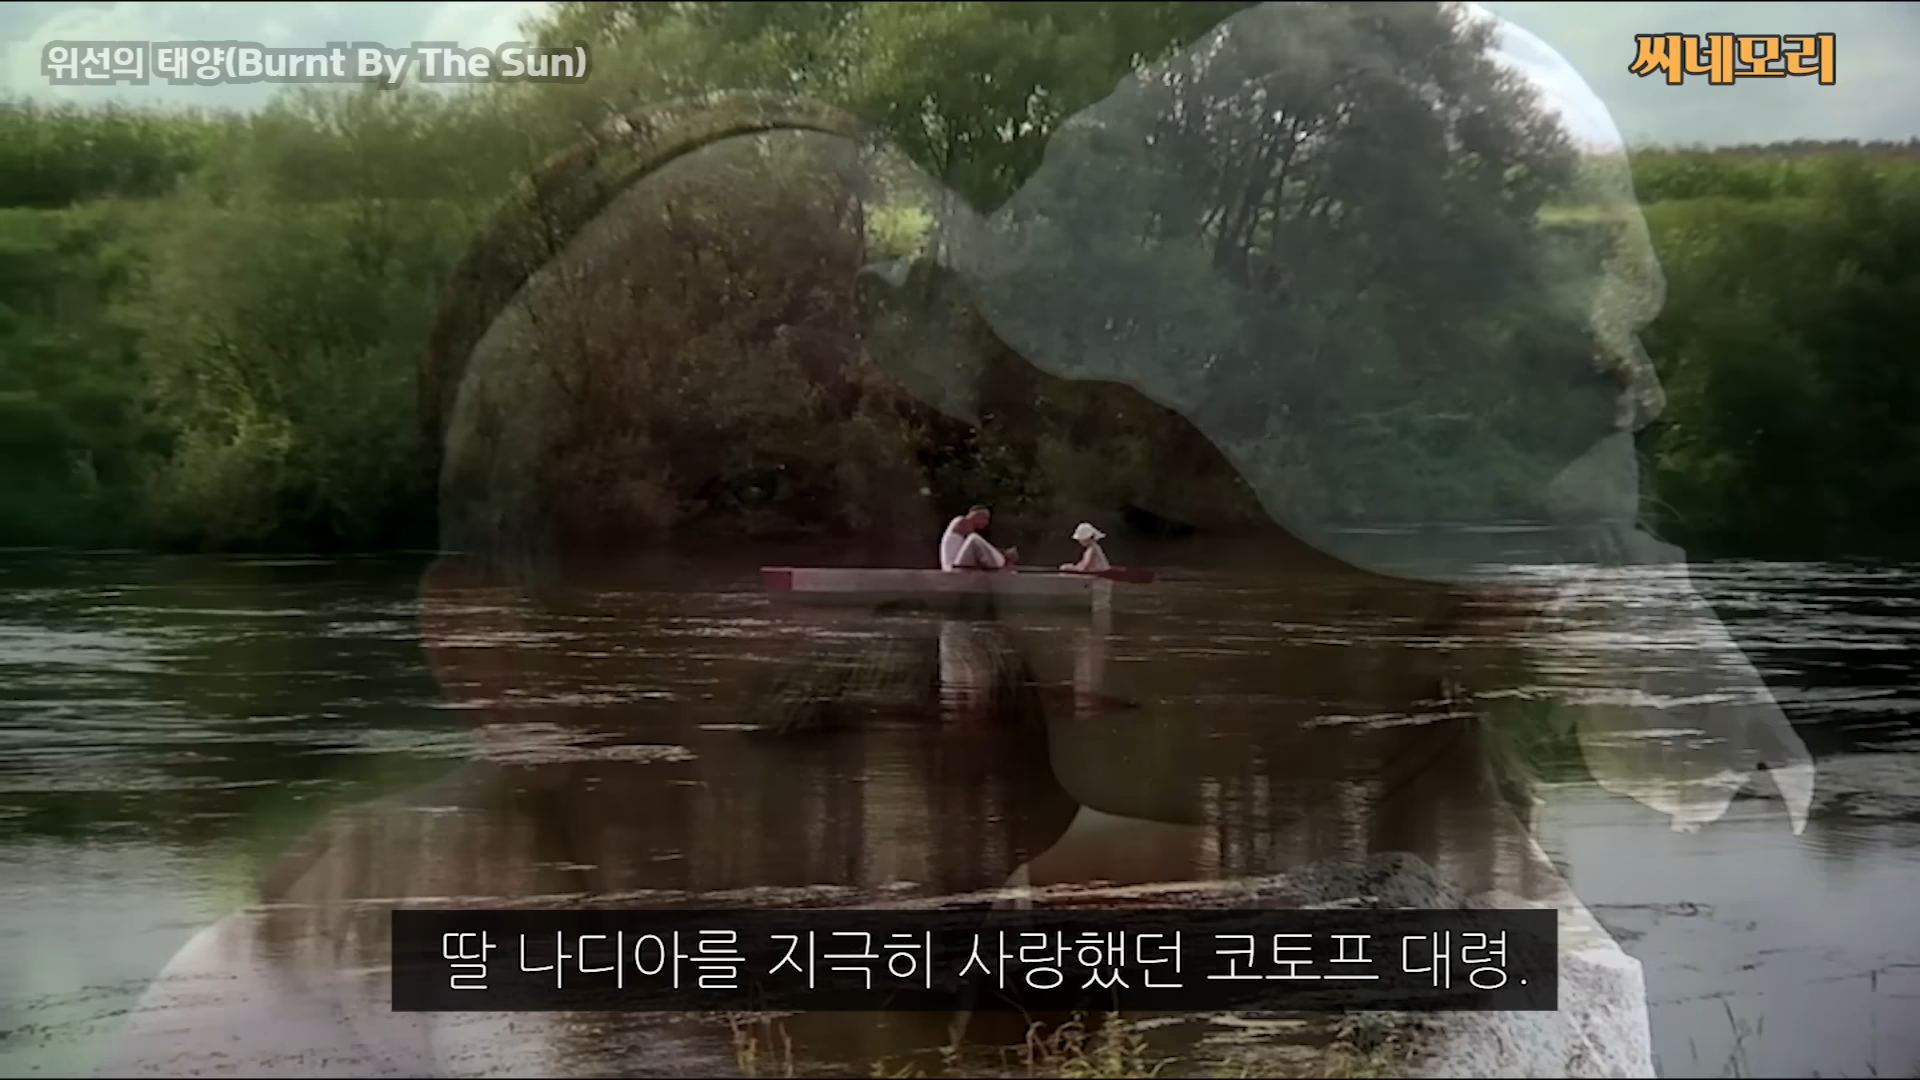 위선의 태양(Burnt By The Sun)
씨네모리
딸 나디아를 지극히 사랑했던 코토프 대령.